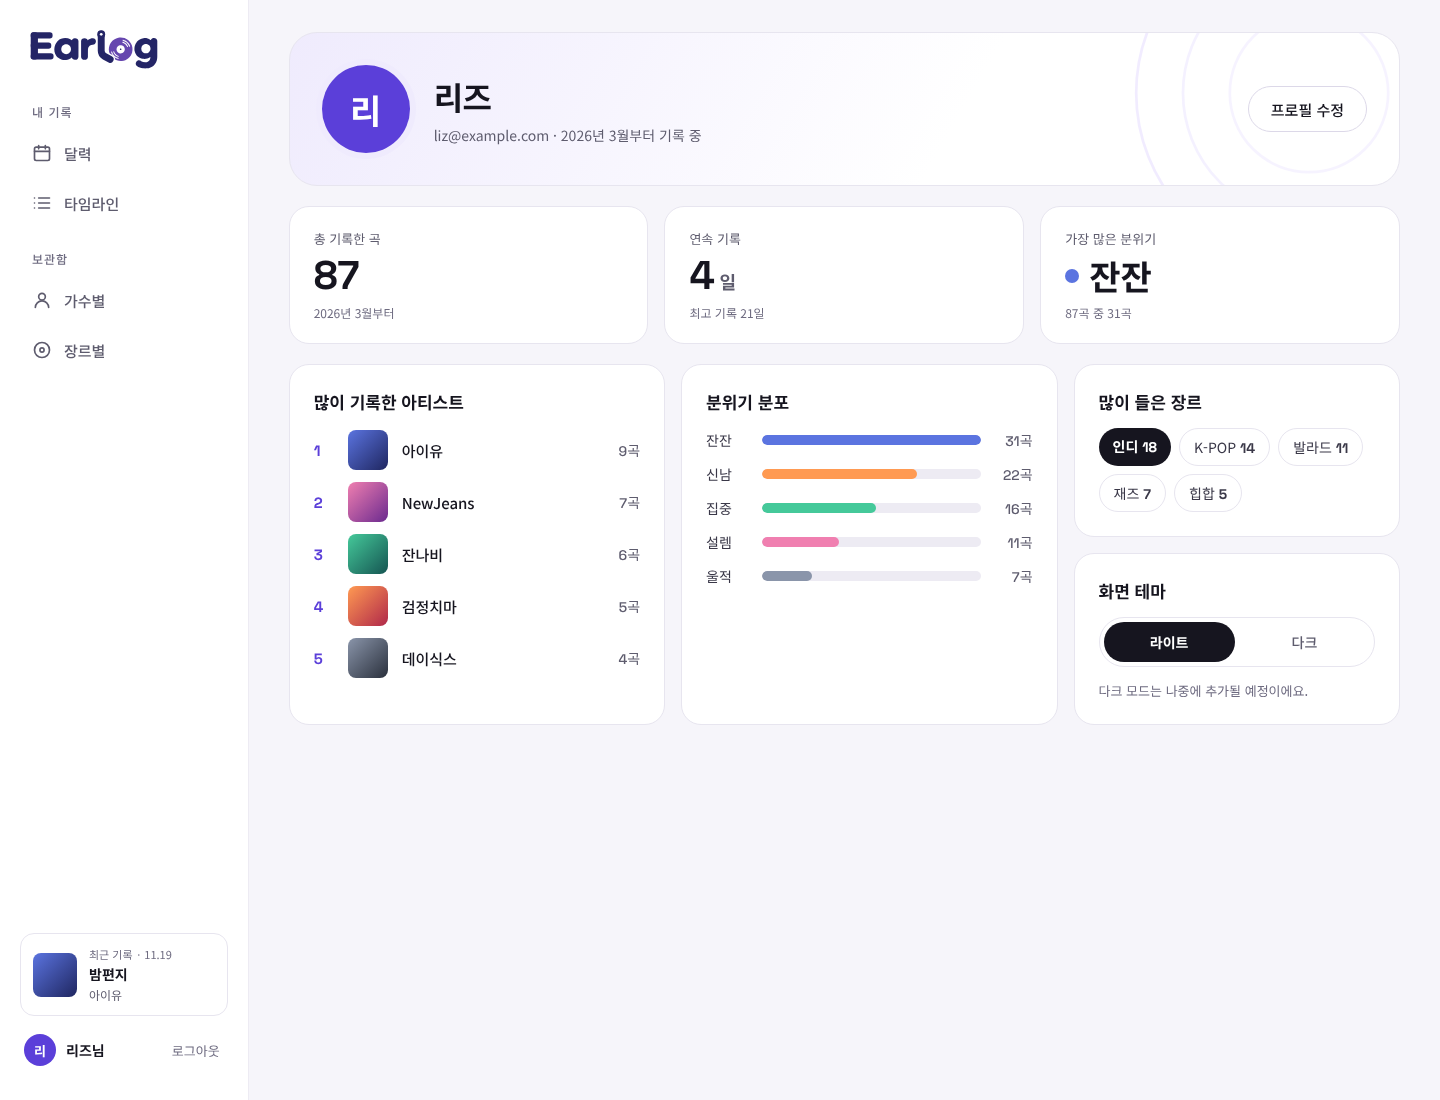 Earlog
내 기록
달력
타임라인
보관함
가수별
장르별
최근 기록 · 11.19
밤편지
아이유
리 리즈님 로그아웃
리
리즈
liz@example.com · 2026년 3월부터 기록 중
프로필 수정
총 기록한 곡
87
2026년 3월부터
연속 기록
4 일
최고 기록 21일
가장 많은 분위기
잔잔
87곡 중 31곡
많이 기록한 아티스트
1 아이유 9곡
2 NewJeans 7곡
3 잔나비 6곡
4 검정치마 5곡
5 데이식스 4곡
분위기 분포
잔잔 31곡
신남 22곡
집중 16곡
설렘 11곡
울적 7곡
많이 들은 장르
인디 18 K-POP 14 발라드 11
재즈 7 힙합 5
화면 테마
라이트 다크
다크 모드는 나중에 추가될 예정이에요.